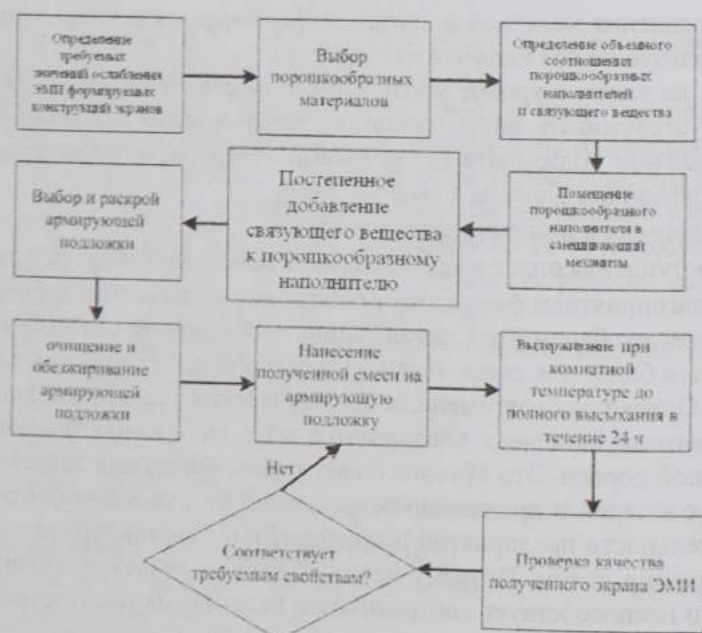 Определение
требуемых
значений ослабления
ЭМИ формируемых
конструкций экранов
Выбор
порошкообразных
материалов
Определение объемного
соотношения
порошкообразных
наполнителей
и связующего вещества
Помещение
порошкообразного
наполнителя в
смешивающий
механизм
Постепенное
добавление
связующего вещества
к порошкообразному
наполнителю
Выбор и раскрой
армирующей
подложки
очищение и
обезжиривание
армирующей
подложки
Нанесение
полученной смеси на
армирующую
подложку
Выдерживание при
комнатной
температуре до
полного высыхания в
течение 24 ч
Проверка качества
полученного экрана ЭМИ
Соответствует
требуемым свойствам?
Нет